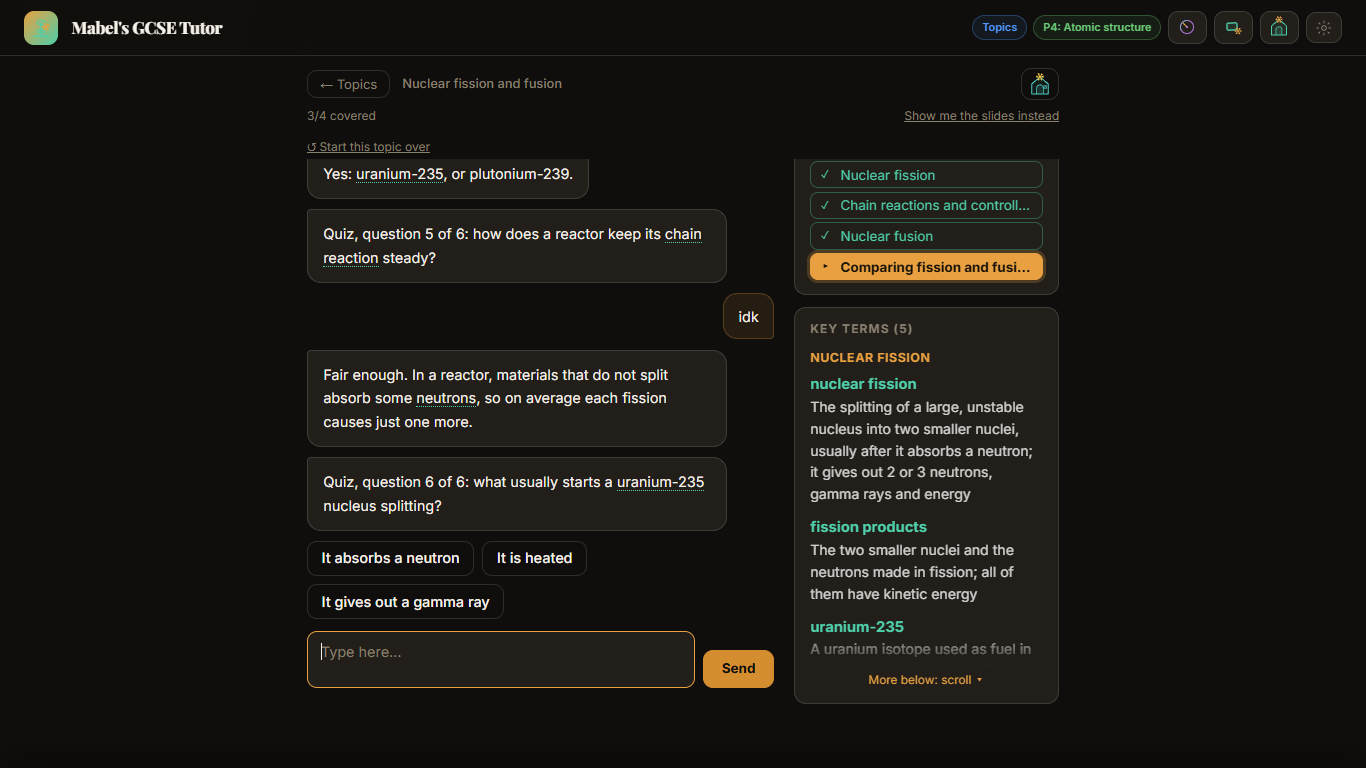 Mabel's GCSE Tutor
Topics
P4: Atomic structure
← Topics
Nuclear fission and fusion
3/4 covered
Show me the slides instead
↺ Start this topic over
Yes: uranium-235, or plutonium-239.
Quiz, question 5 of 6: how does a reactor keep its chain
reaction steady?
idk
Fair enough. In a reactor, materials that do not split
absorb some neutrons, so on average each fission
causes just one more.
Quiz, question 6 of 6: what usually starts a uranium-235
nucleus splitting?
It absorbs a neutron
It is heated
It gives out a gamma ray
Type here...
Send
✓ Nuclear fission
✓ Chain reactions and controll...
✓ Nuclear fusion
‣ Comparing fission and fusi...
KEY TERMS (5)
NUCLEAR FISSION
nuclear fission
The splitting of a large, unstable
nucleus into two smaller nuclei,
usually after it absorbs a neutron;
it gives out 2 or 3 neutrons,
gamma rays and energy
fission products
The two smaller nuclei and the
neutrons made in fission; all of
them have kinetic energy
uranium-235
A uranium isotope used as fuel in
More below: scroll ▾